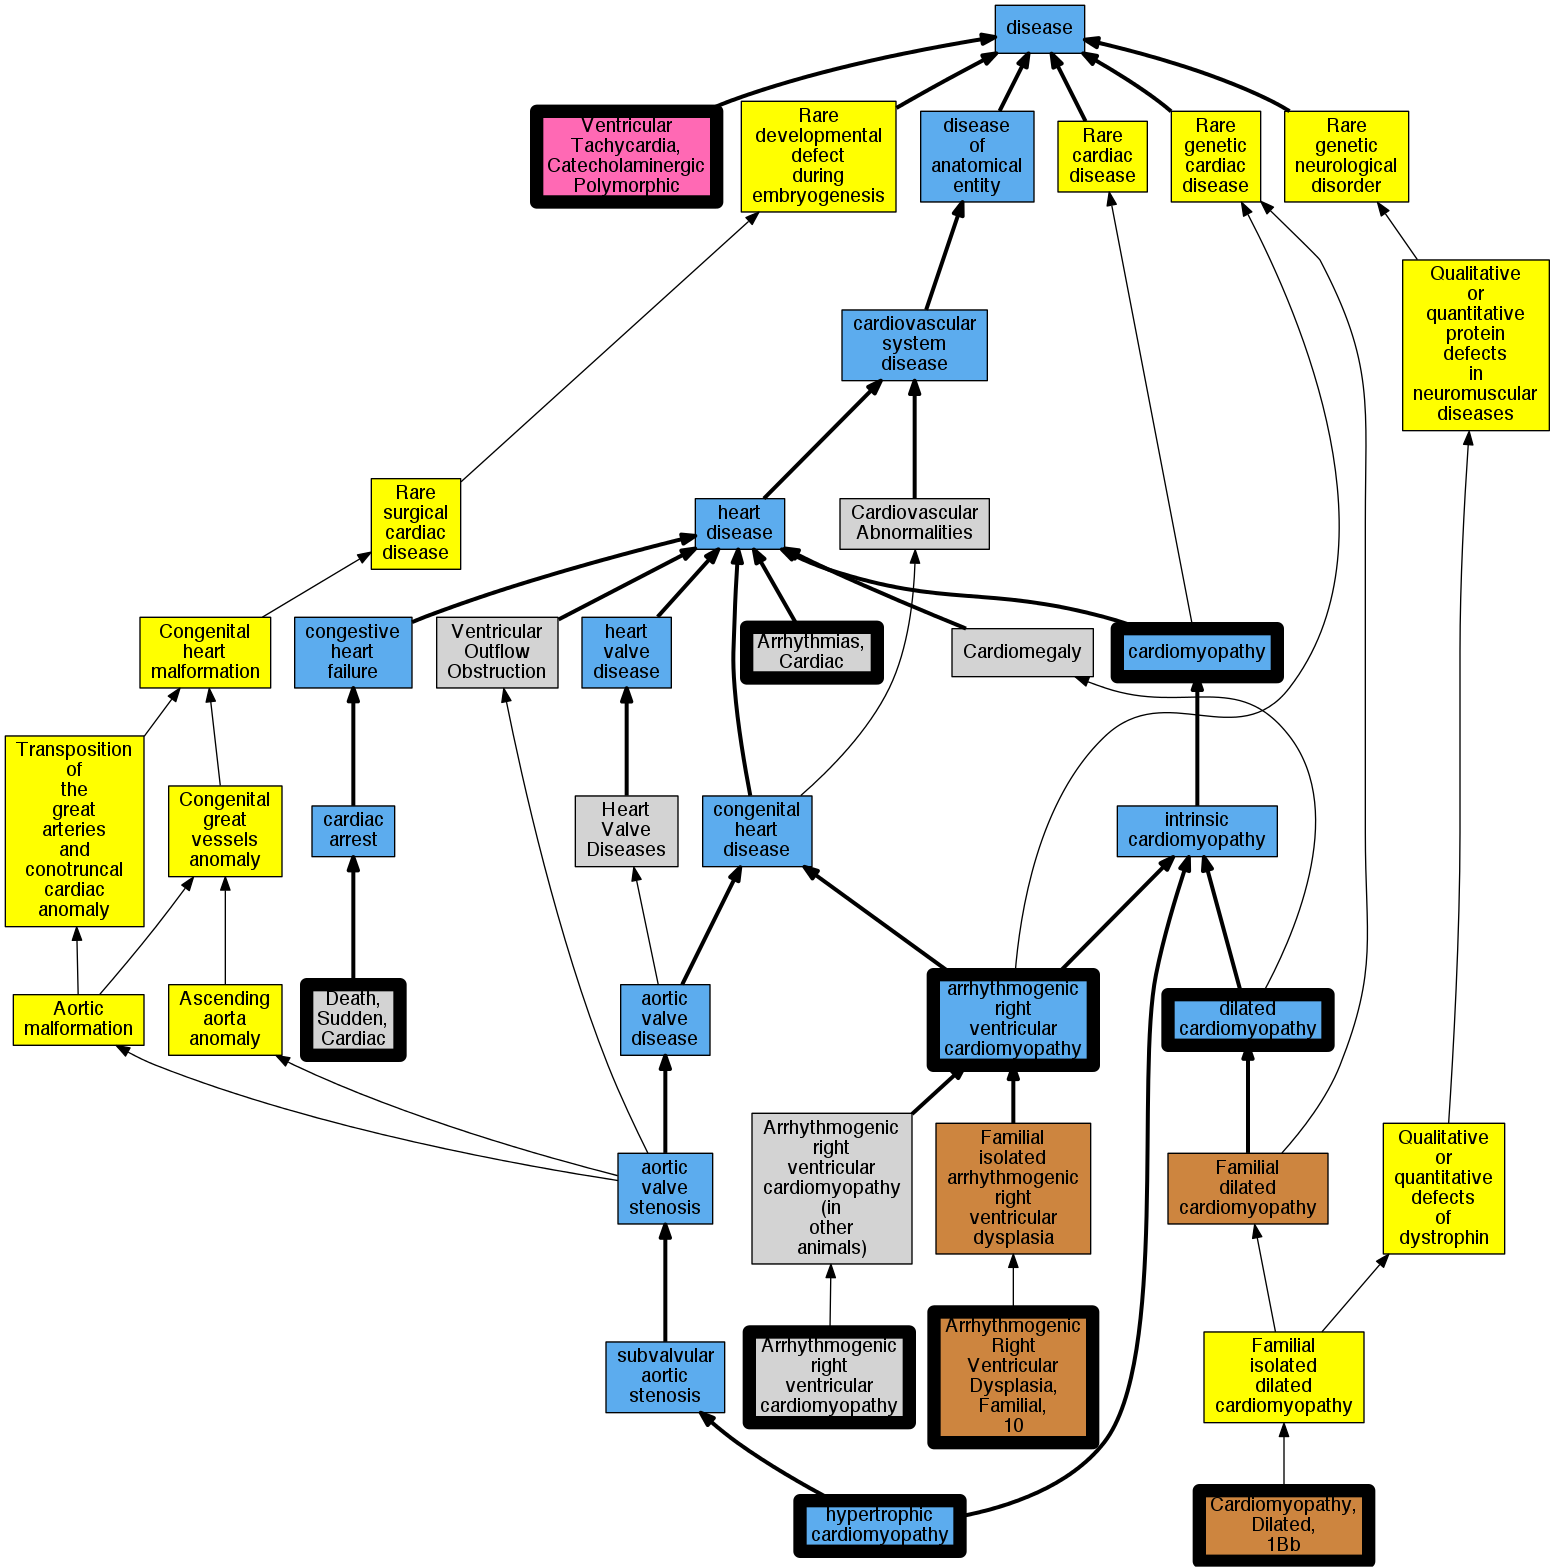 disease
Ventricular
Tachycardia,
Catecholaminergic
Polymorphic
Rare
developmental
defect
during
embryogenesis
disease
of
anatomical
entity
Rare
cardiac
disease
Rare
genetic
cardiac
disease
Rare
genetic
neurological
disorder
Qualitative
or
quantitative
protein
defects
in
neuromuscular
diseases
cardiovascular
system
disease
Rare
surgical
cardiac
disease
heart
disease
Cardiovascular
Abnormalities
Congenital
heart
malformation
congestive
heart
failure
Ventricular
Outflow
Obstruction
heart
valve
disease
Arrhythmias,
Cardiac
Cardiomegaly
cardiomyopathy
Transposition
of
the
great
arteries
and
conotruncal
cardiac
anomaly
Congenital
great
vessels
anomaly
cardiac
arrest
Heart
Valve
Diseases
congenital
heart
disease
intrinsic
cardiomyopathy
Aortic
malformation
Ascending
aorta
anomaly
Death,
Sudden,
Cardiac
aortic
valve
disease
arrhythmogenic
right
ventricular
cardiomyopathy
dilated
cardiomyopathy
aortic
valve
stenosis
Arrhythmogenic
right
ventricular
cardiomyopathy
(in
other
animals)
Familial
isolated
arrhythmogenic
right
ventricular
dysplasia
Familial
dilated
cardiomyopathy
Qualitative
or
quantitative
defects
of
dystrophin
subvalvular
aortic
stenosis
Arrhythmogenic
right
ventricular
cardiomyopathy
Arrhythmogenic
Right
Ventricular
Dysplasia,
Familial,
10
Familial
isolated
dilated
cardiomyopathy
hypertrophic
cardiomyopathy
Cardiomyopathy,
Dilated,
1Bb